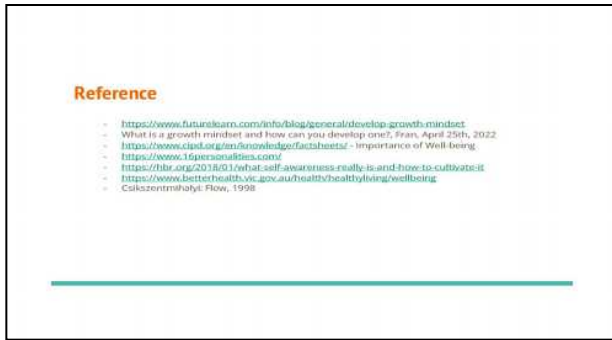 Reference
- https://www.futurelearn.com/info/blog/general/develop-growth-mindset
- What is a growth mindset and how can you develop one?, Fran, April 25th, 2022
- https://www.cipd.org/en/knowledge/factsheets/ - Importance of Well-being
- https://www.16personalities.com/
- https://hbr.org/2018/01/what-self-awareness-really-is-and-how-to-cultivate-it
- https://www.betterhealth.vic.gov.au/health/healthyliving/wellbeing
- Csikszentmihalyi: Flow, 1998